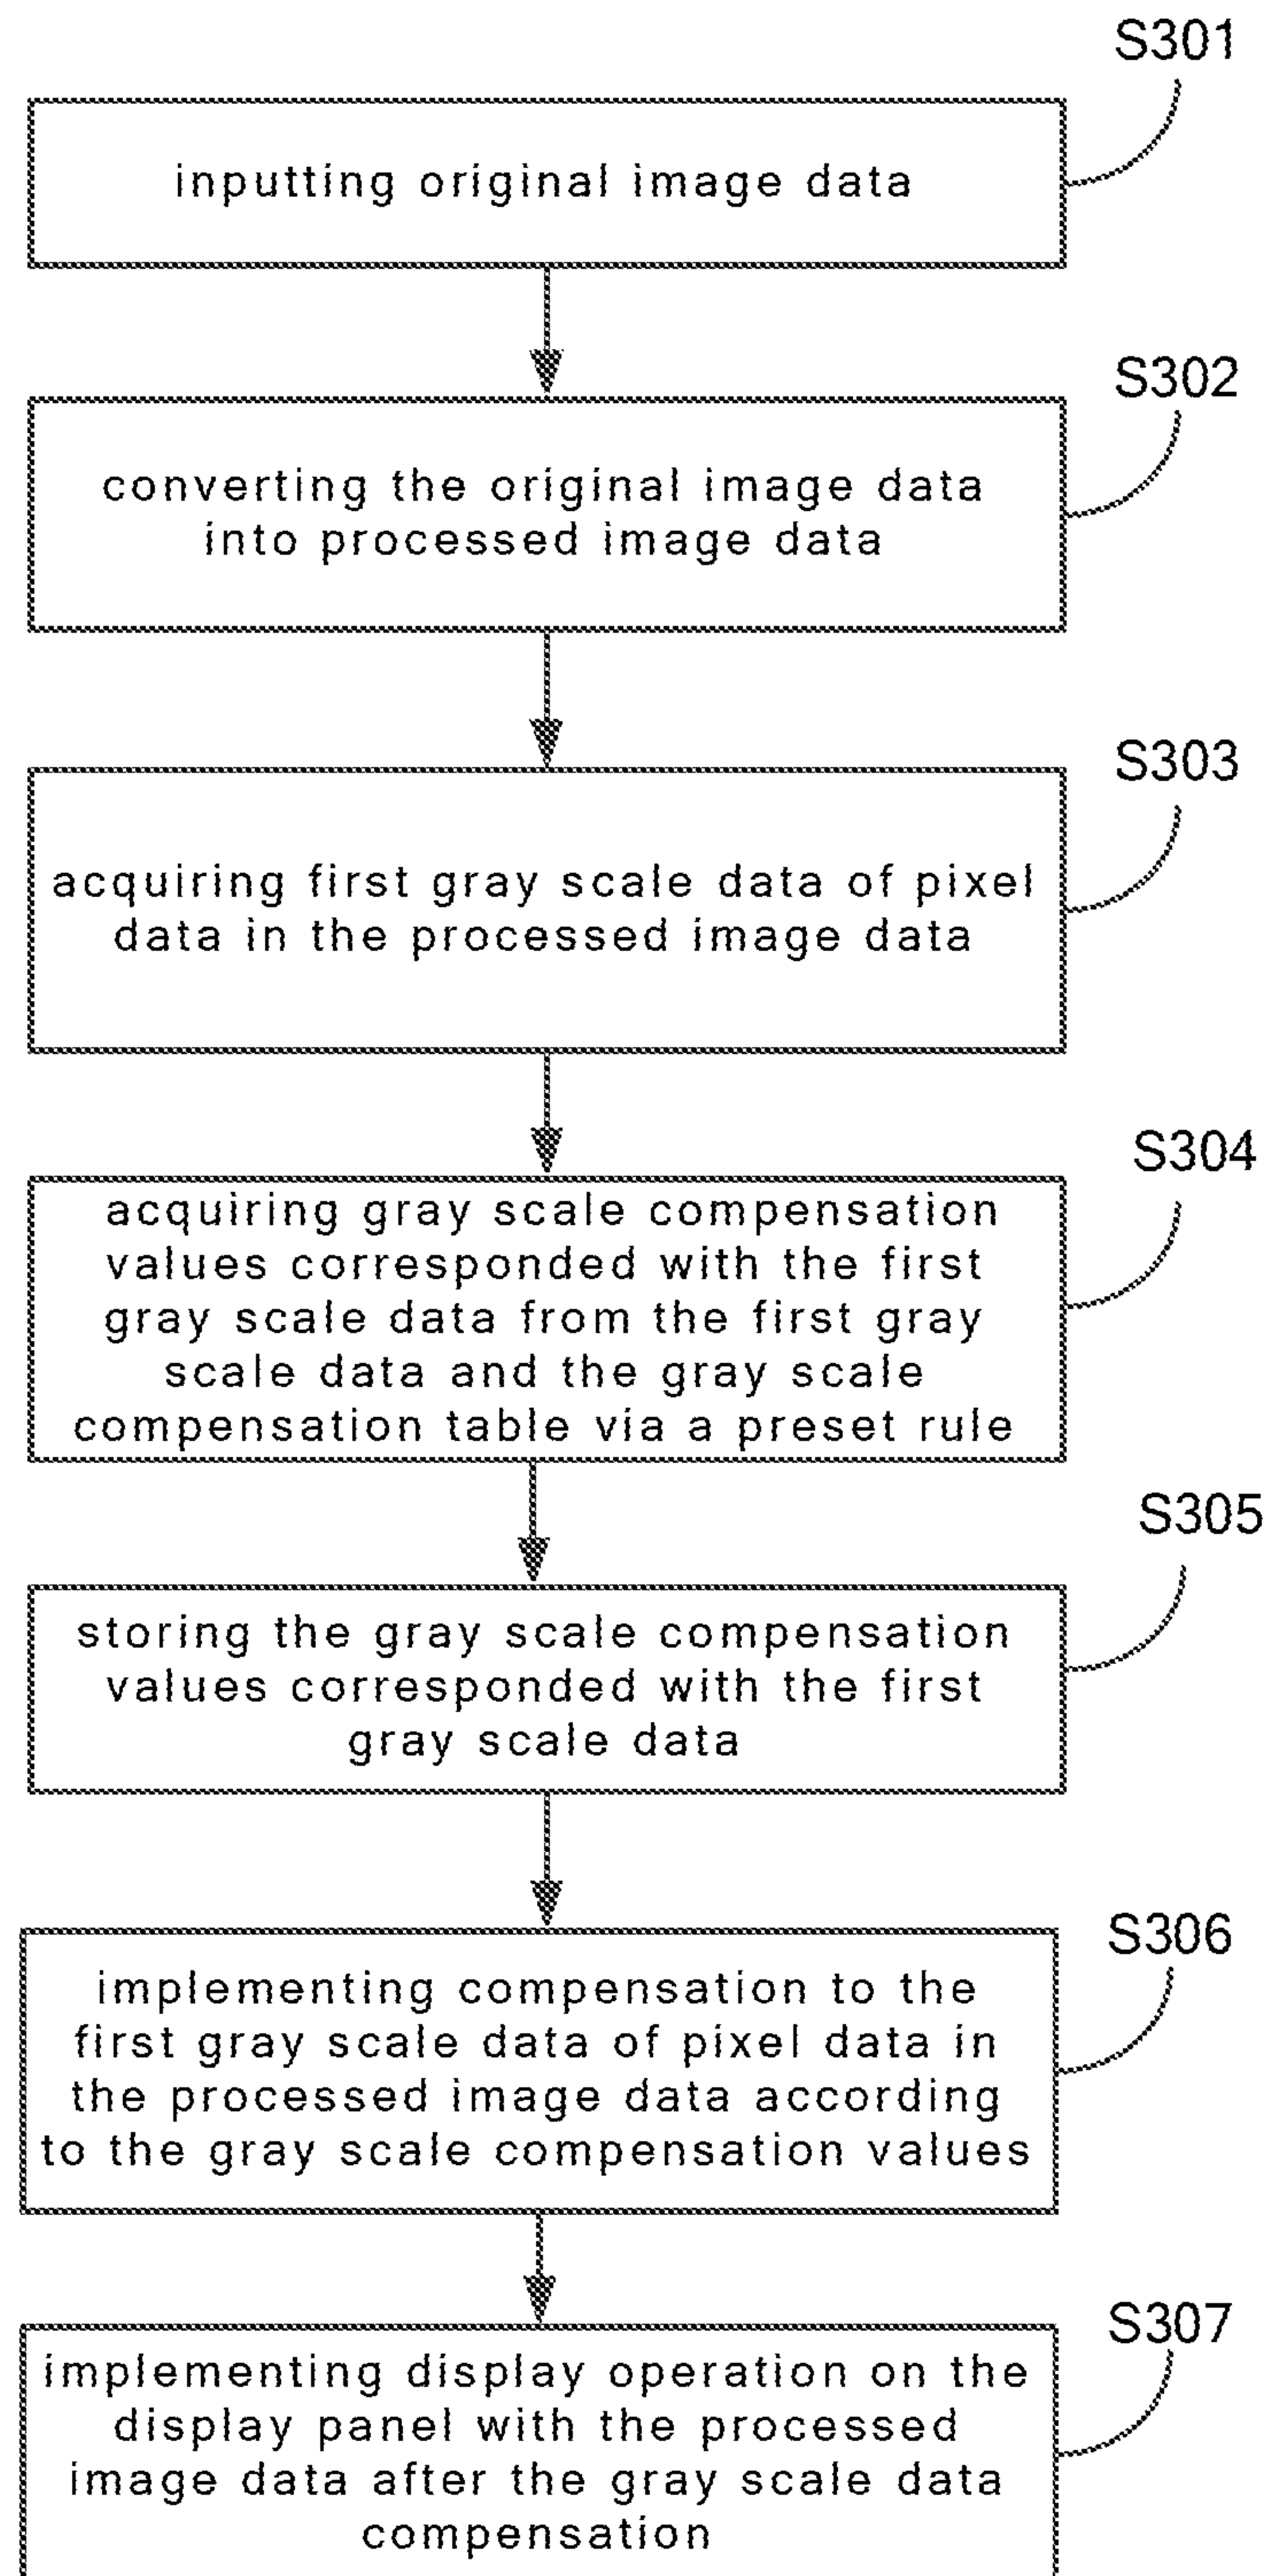 S301
inputting original image data
S302
converting the original image data
into processed image data
S303
acquiring first gray scale data of pixel
data in the processed image data
S304
acquiring gray scale compensation
values corresponded with the first
gray scale data from the first gray
scale data and the gray scale
compensation table via a preset rule
S305
storing the gray scale compensation
values corresponded with the first
gray scale data
S306
implementing compensation to the
first gray scale data of pixel data in
the processed image data according
to the gray scale compensation values
S307
implementing display operation on the
display panel with the processed
image data after the gray scale data
compensation